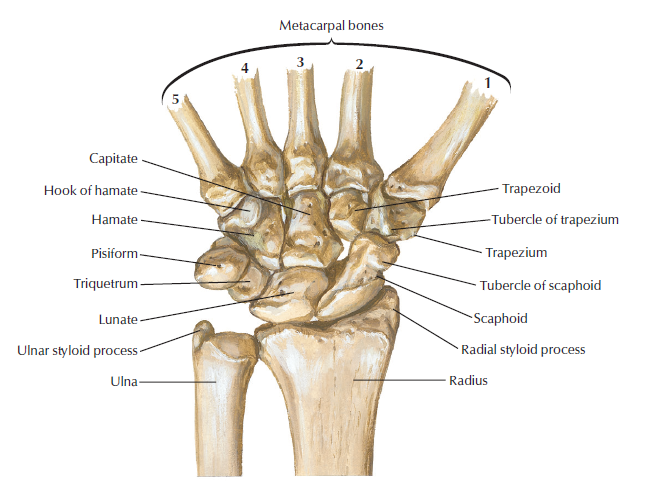 Metacarpal bones
5
4
3
2
1
Capitate
Hook of hamate
Hamate
Pisiform
Triquetrum
Lunate
Ulnar styloid process
Ulna
Trapezoid
Tubercle of trapezium
Trapezium
Tubercle of scaphoid
Scaphoid
Radial styloid process
Radius